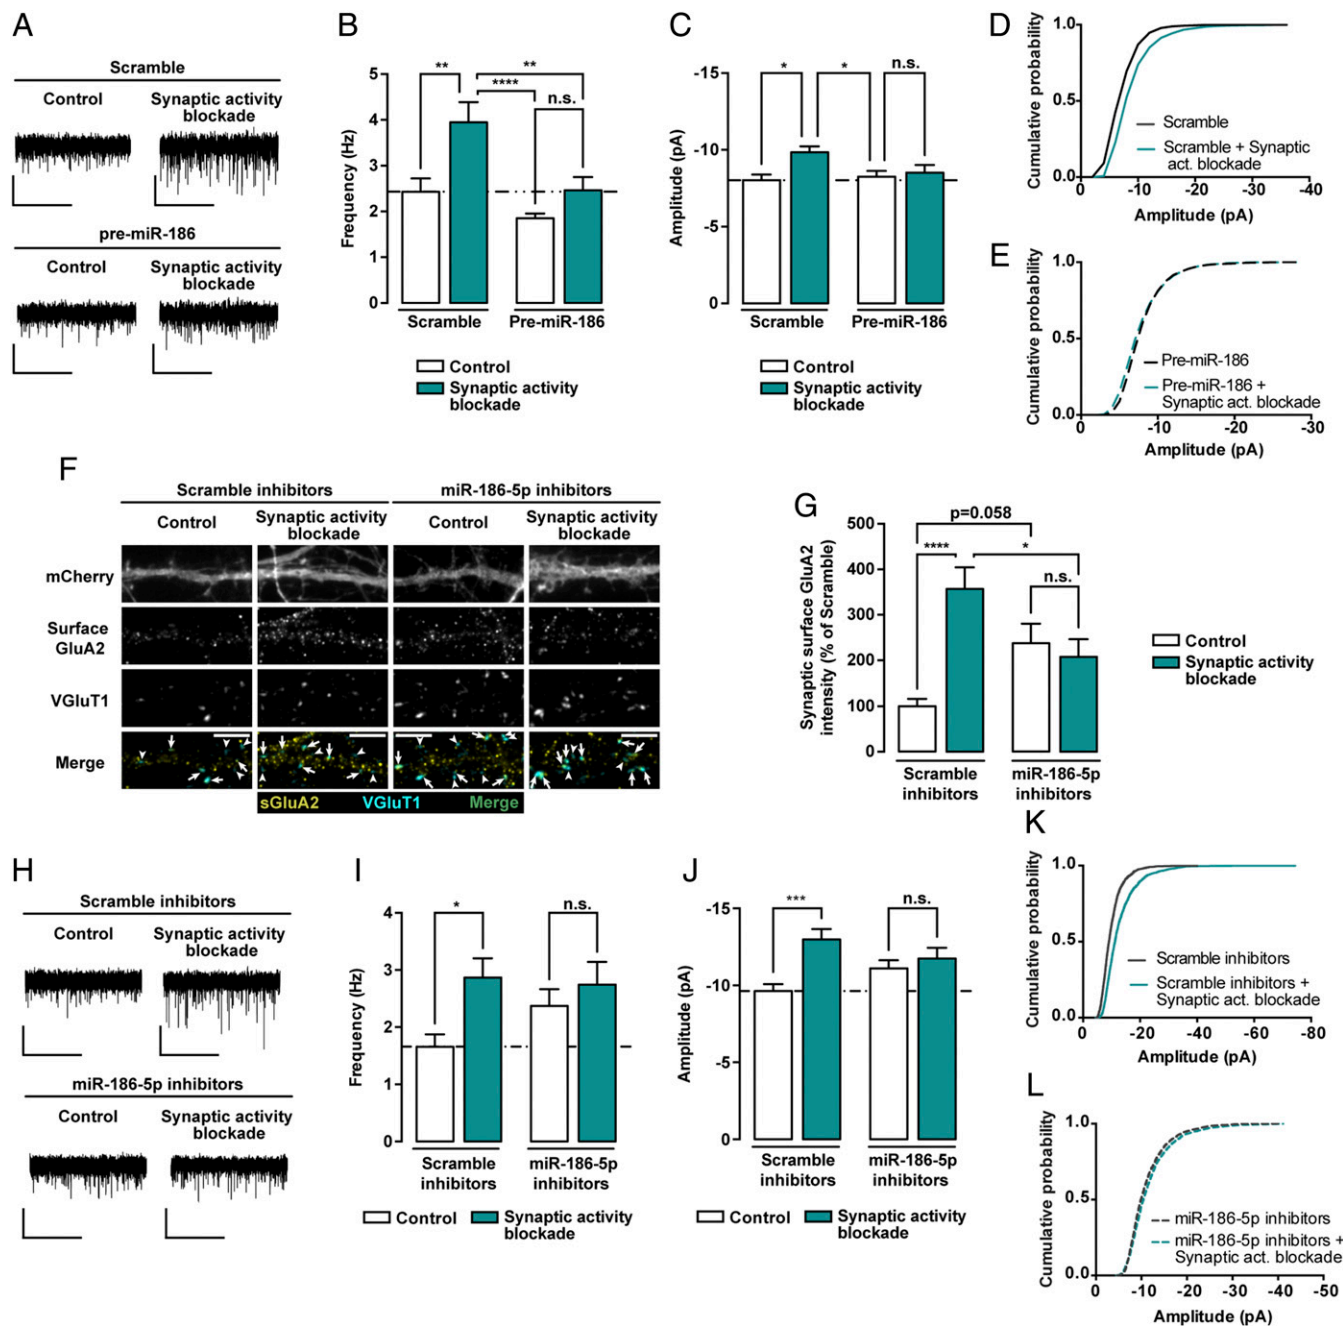 A
Scramble
Control
Synaptic activity
blockade
pre-miR-186
Control
Synaptic activity
blockade
B
Frequency (Hz)
5
4
3
2
1
0
**
**
****
n.s.
Scramble
Pre-miR-186
Control
Synaptic activity
blockade
C
Amplitude (pA)
-15
-10
-5
0
*
*
n.s.
Scramble
Pre-miR-186
Control
Synaptic activity
blockade
D
Cumulative probability
1.0
0.5
0.0
Scramble
Scramble + Synaptic
act. blockade
0
-10
-20
-30
-40
Amplitude (pA)
E
Cumulative probability
1.0
0.5
0.0
Pre-miR-186
Pre-miR-186 +
Synaptic act. blockade
0
-10
-20
-30
Amplitude (pA)
F
Scramble inhibitors
miR-186-5p inhibitors
Control
Synaptic activity
blockade
Control
Synaptic activity
blockade
mCherry
Surface
GluA2
VGluT1
Merge
sGluA2
VGluT1
Merge
G
Synaptic surface GluA2
intensity (% of Scramble)
500
400
300
200
100
0
p=0.058
****
*
n.s.
Scramble
inhibitors
miR-186-5p
inhibitors
Control
Synaptic activity
blockade
H
Scramble inhibitors
Control
Synaptic activity
blockade
miR-186-5p inhibitors
Control
Synaptic activity
blockade
I
Frequency (Hz)
4
3
2
1
0
*
n.s.
Scramble
inhibitors
miR-186-5p
inhibitors
Control
Synaptic activity
blockade
J
Amplitude (pA)
-15
-10
-5
0
***
n.s.
Scramble
inhibitors
miR-186-5p
inhibitors
Control
Synaptic activity
blockade
K
Cumulative probability
1.0
0.5
0.0
Scramble inhibitors
Scramble inhibitors +
Synaptic act. blockade
0
-20
-40
-60
-80
Amplitude (pA)
L
Cumulative probability
1.0
0.5
0.0
miR-186-5p inhibitors
miR-186-5p inhibitors +
Synaptic act. blockade
0
-10
-20
-30
-40
-50
Amplitude (pA)